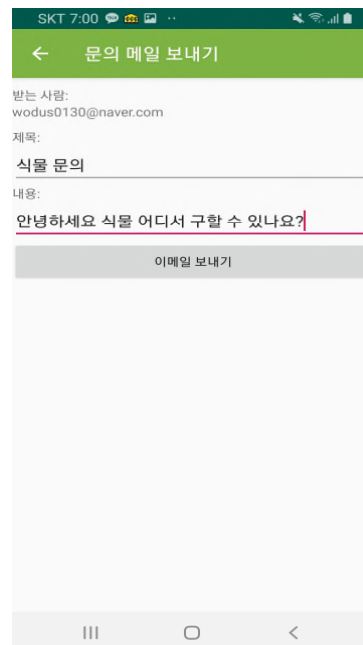 SKT 7:00
문의 메일 보내기
받는 사람:
wodus0130@naver.com
제목:
식물 문의
내용:
안녕하세요 식물 어디서 구할 수 있나요?
이메일 보내기